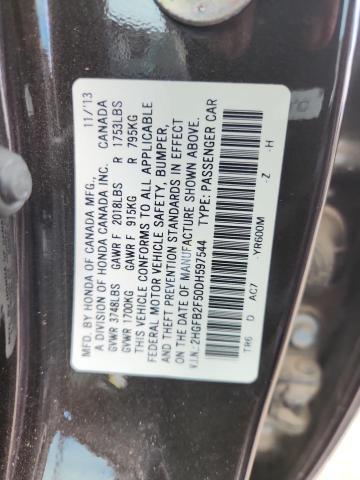 MFD. BY HONDA OF CANADA MFG., 11/'13
A DIVISION OF HONDA CANADA INC. CANADA
GVWR 3748LBS GAWR F 2018LBS R 1753LBS
GVWR 1700KG GAWR F 915KG R 795KG
THIS VEHICLE CONFORMS TO ALL APPLICABLE
FEDERAL MOTOR VEHICLE SAFETY, BUMPER,
AND THEFT PREVENTION STANDARDS IN EFFECT
ON THE DATE OF MANUFACTURE SHOWN ABOVE.
V.I.N.:2HGFB2F50DH597544 TYPE:PASSENGER CAR
TR6 D AC7 -YR600M -Z -H